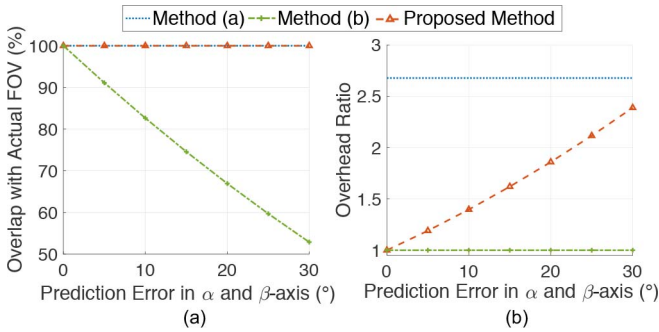 Method (a) Method (b) Proposed Method
Overlap with Actual FOV (%)
100
90
80
70
60
50
0 10 20 30
Prediction Error in α and β-axis (°)
(a)
Overhead Ratio
3
2.5
2
1.5
1
0 10 20 30
Prediction Error in α and β-axis (°)
(b)